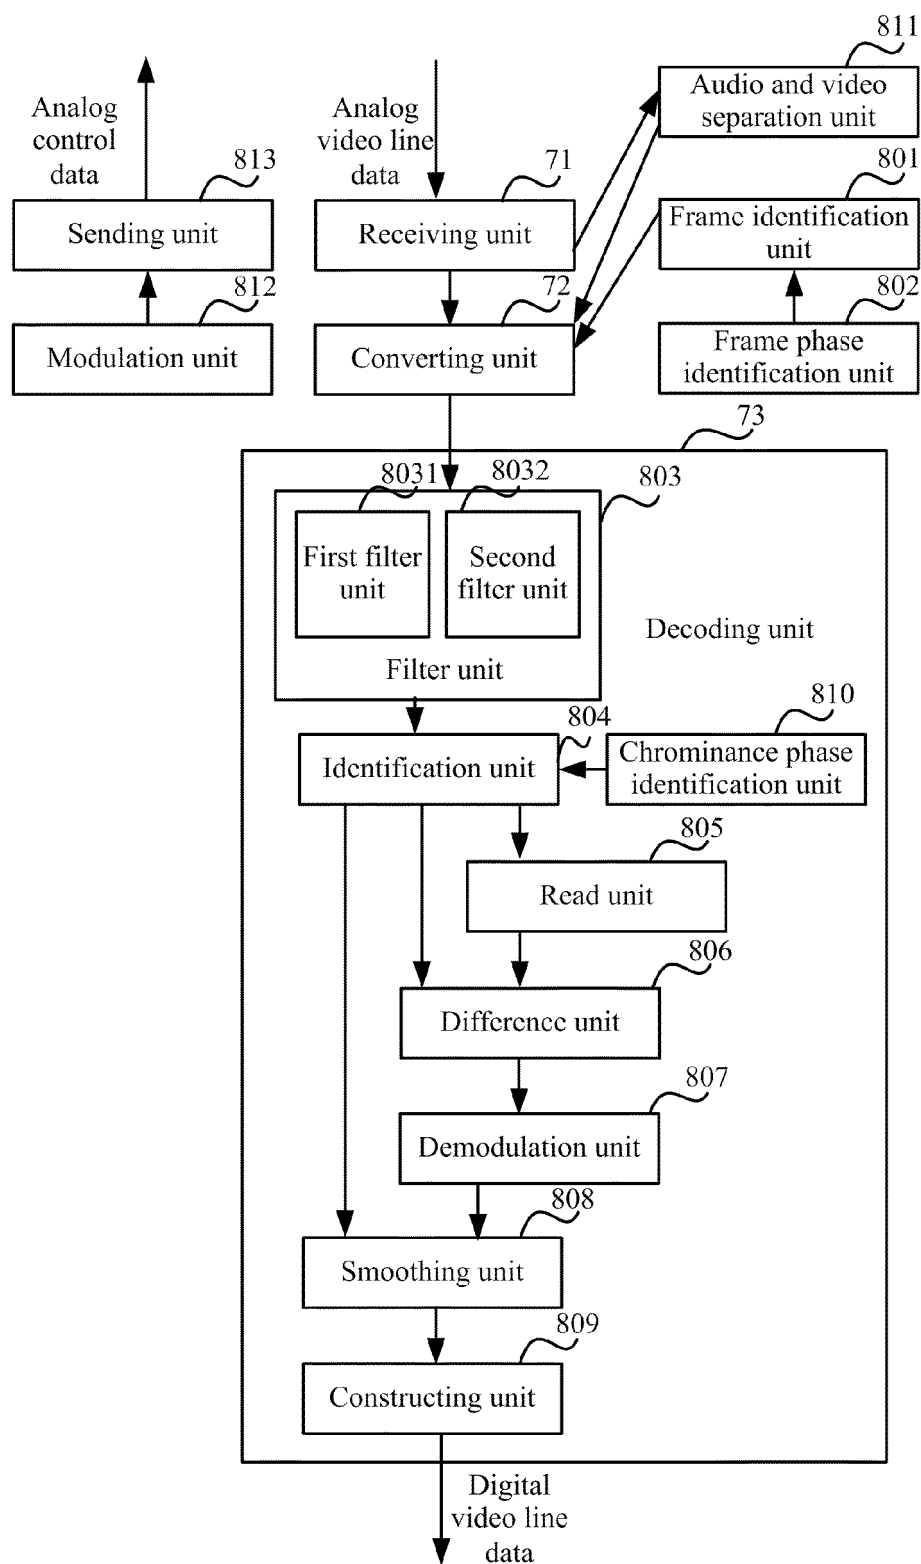 811
Audio and video
separation unit
Analog
control
data
Analog
video line
data
813
71
801
Sending unit
Receiving unit
Frame identification
unit
812
72
802
Modulation unit
Converting unit
Frame phase
identification unit
73
8031
8032
803
First filter
unit
Second
filter unit
Decoding unit
Filter unit
804
810
Identification unit
Chrominance phase
identification unit
805
Read unit
806
Difference unit
807
Demodulation unit
808
Smoothing unit
809
Constructing unit
Digital
video line
data